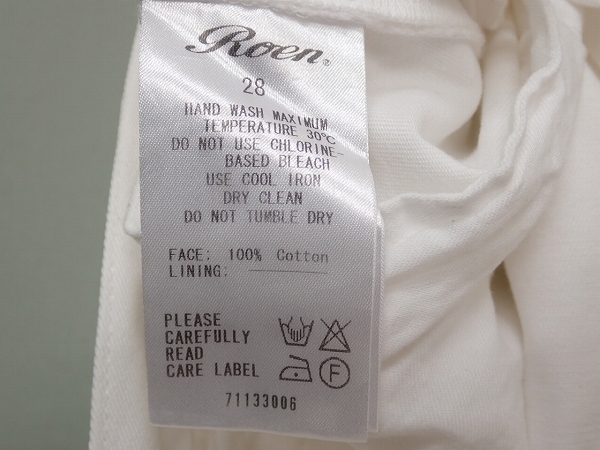 Roen®
28
HAND WASH MAXIMUM
TEMPERATURE 30°C
DO NOT USE CHLORINE-
BASED BLEACH
USE COOL IRON
DRY CLEAN
DO NOT TUMBLE DRY
FACE: 100% Cotton
LINING:
PLEASE
CAREFULLY
READ
CARE LABEL
F
71133006